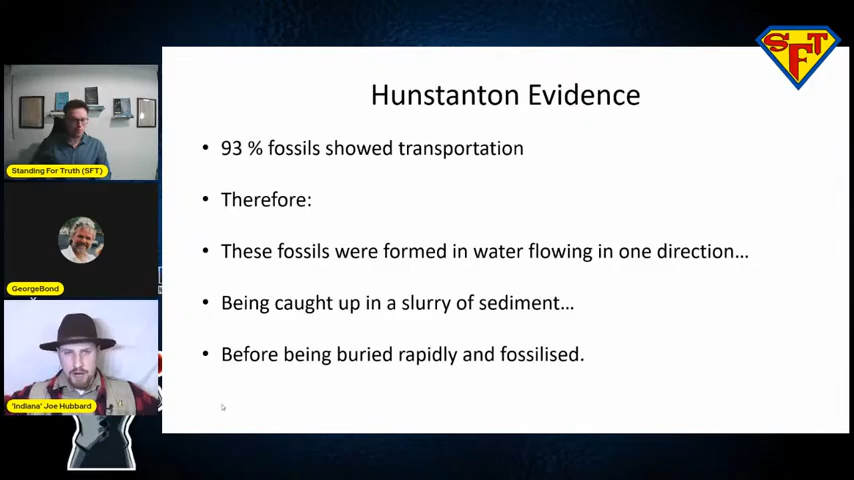 SFT
Hunstanton Evidence
• 93 % fossils showed transportation
• Therefore:
• These fossils were formed in water flowing in one direction...
• Being caught up in a slurry of sediment...
• Before being buried rapidly and fossilised.
Standing For Truth (SFT)
GeorgeBond
'Indiana' Joe Hubbard